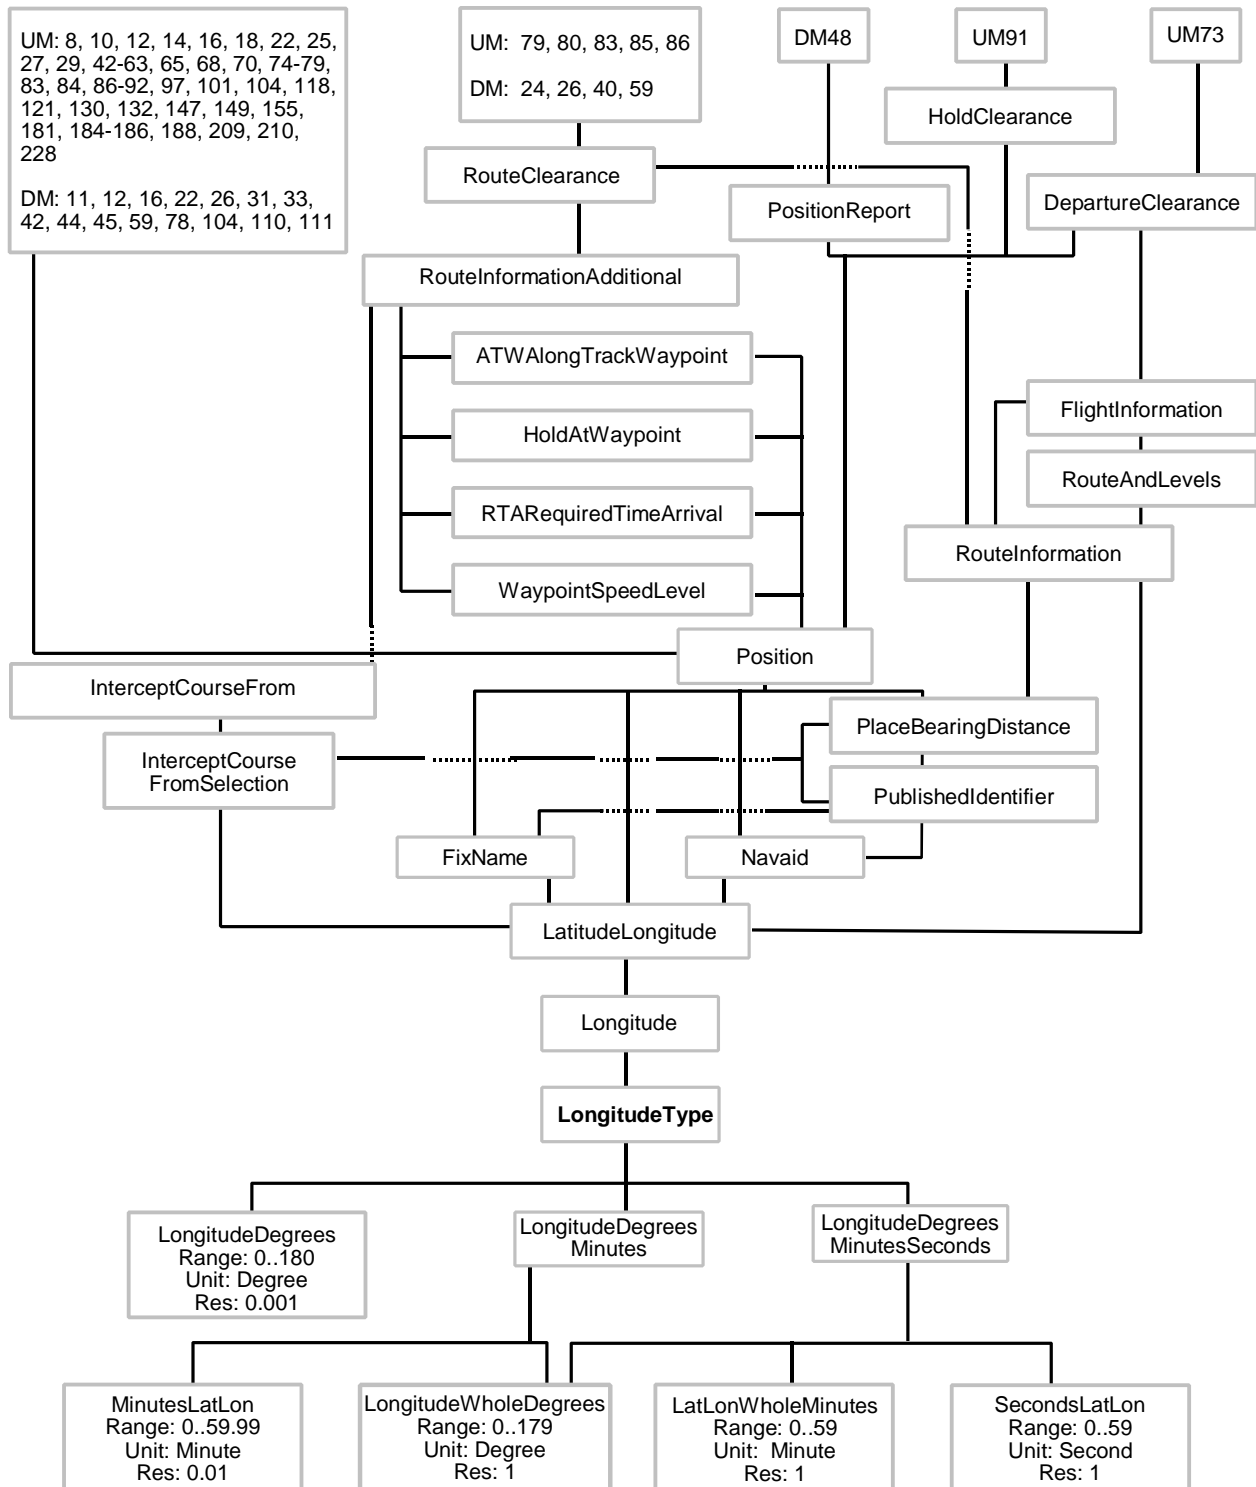 UM: 8, 10, 12, 14, 16, 18, 22, 25,
27, 29, 42-63, 65, 68, 70, 74-79,
83, 84, 86-92, 97, 101, 104, 118,
121, 130, 132, 147, 149, 155,
181, 184-186, 188, 209, 210,
228
DM: 11, 12, 16, 22, 26, 31, 33,
42, 44, 45, 59, 78, 104, 110, 111
UM: 79, 80, 83, 85, 86
DM: 24, 26, 40, 59
DM48
UM91
UM73
HoldClearance
RouteClearance
PositionReport
DepartureClearance
RouteInformationAdditional
ATWAlongTrackWaypoint
FlightInformation
HoldAtWaypoint
RouteAndLevels
RTARequiredTimeArrival
RouteInformation
WaypointSpeedLevel
Position
InterceptCourseFrom
PlaceBearingDistance
InterceptCourse
FromSelection
PublishedIdentifier
FixName
Navaid
LatitudeLongitude
Longitude
LongitudeType
LongitudeDegrees
Range: 0..180
Unit: Degree
Res: 0.001
LongitudeDegrees
Minutes
LongitudeDegrees
MinutesSeconds
MinutesLatLon
Range: 0..59.99
Unit: Minute
Res: 0.01
LongitudeWholeDegrees
Range: 0..179
Unit: Degree
Res: 1
LatLonWholeMinutes
Range: 0..59
Unit: Minute
Res: 1
SecondsLatLon
Range: 0..59
Unit: Second
Res: 1